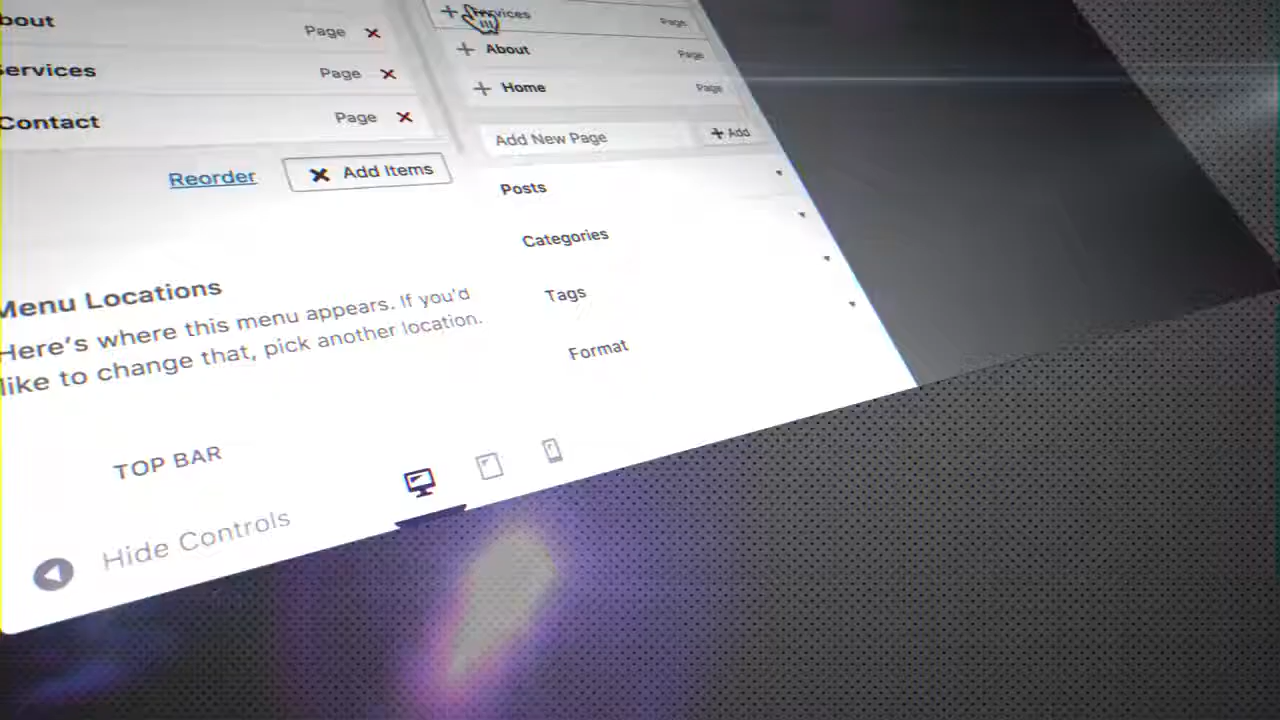 bout
Page
ervices
Page
Contact
Page
Reorder
Add Items
Menu Locations
Here's where this menu appears. If you'd
like to change that, pick another location.
TOP BAR
Hide Controls
Services
Page
About
Page
Home
Page
Add New Page
Add
Posts
Categories
Tags
Format